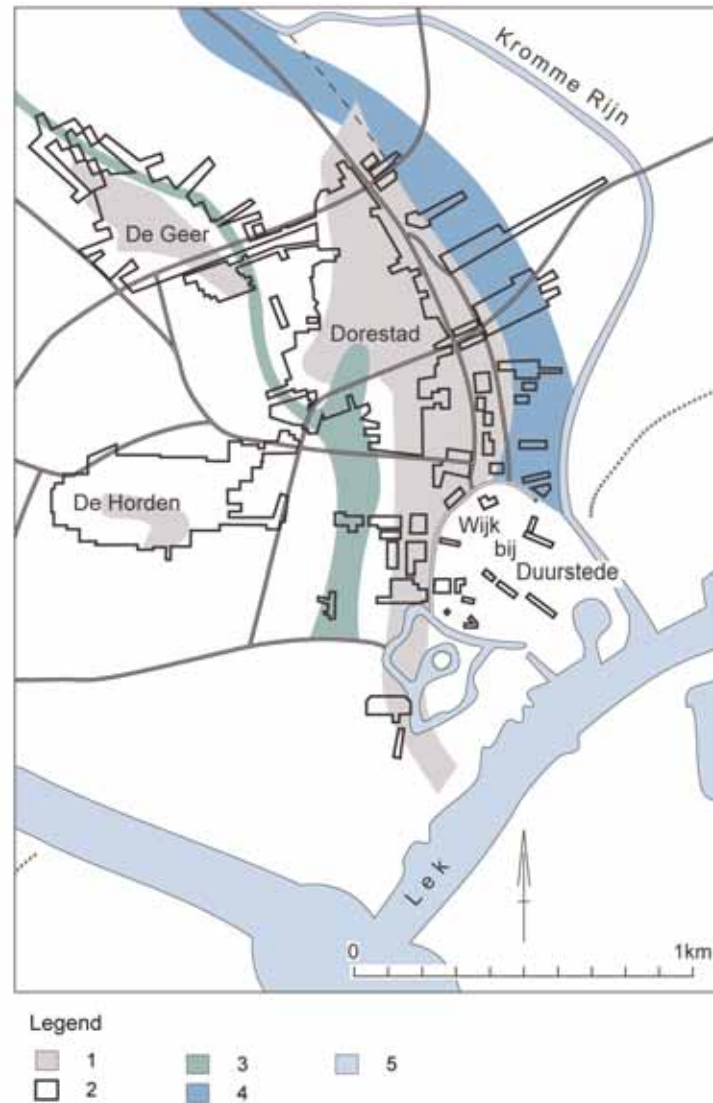 Kromme Rijn
De Geer
Dorestad
De Horden
Wijk
bij
Duurstede
Lek
0 1km
Legend
1 3 5
2 4